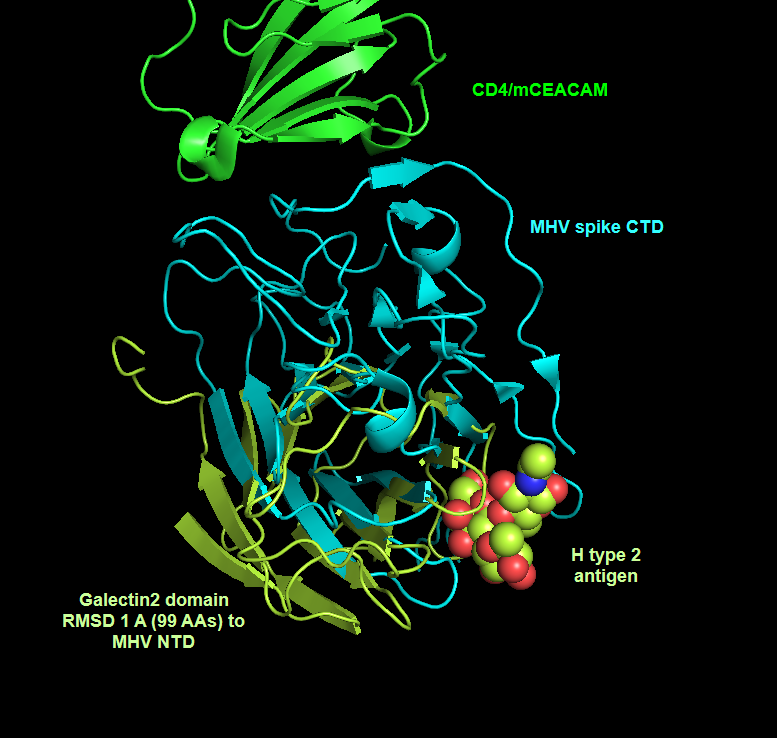 CD4/mCEACAM
MHV spike CTD
H type 2
antigen
Galectin2 domain
RMSD 1 A (99 AAs) to
MHV NTD